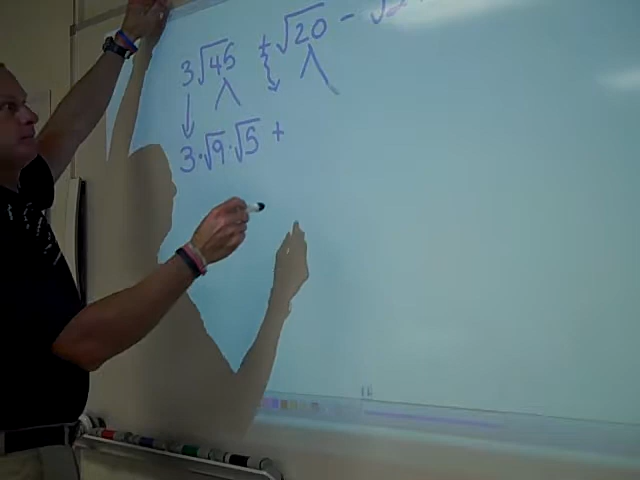 3√45 + √20 - √
3·√9·√5 +